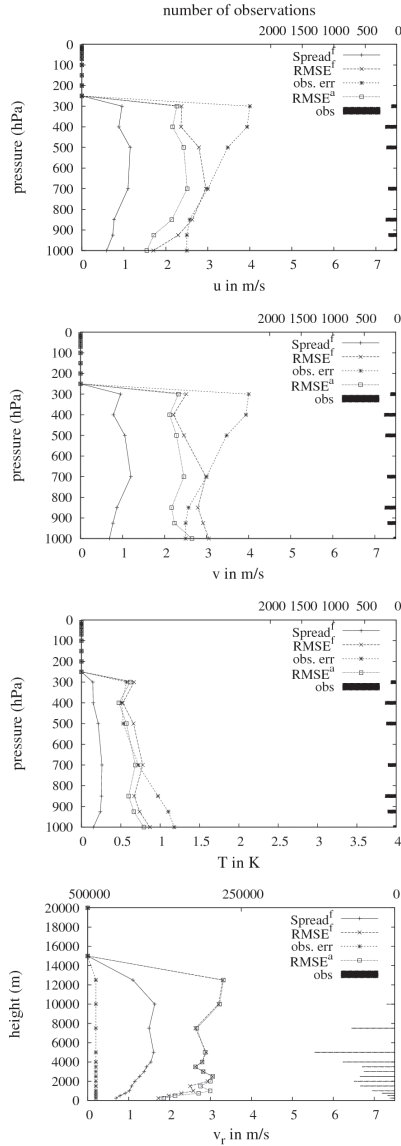 number of observations
2000 1500 1000 500 0
0
100
200
300
400
500
600
700
800
900
1000
pressure (hPa)
Spread^f
RMSE^f
obs. err
RMSE^a
obs
0 1 2 3 4 5 6 7
u in m/s
2000 1500 1000 500 0
0
100
200
300
400
500
600
700
800
900
1000
pressure (hPa)
Spread^f
RMSE^f
obs. err
RMSE^a
obs
0 1 2 3 4 5 6 7
v in m/s
2000 1500 1000 500 0
0
100
200
300
400
500
600
700
800
900
1000
pressure (hPa)
Spread^f
RMSE^f
obs. err
RMSE^a
obs
0 0.5 1 1.5 2 2.5 3 3.5 4
T in K
500000 250000 0
20000
18000
16000
14000
12000
10000
8000
6000
4000
2000
0
height (m)
Spread^f
RMSE^f
obs. err
RMSE^a
obs
0 1 2 3 4 5 6 7
v_r in m/s